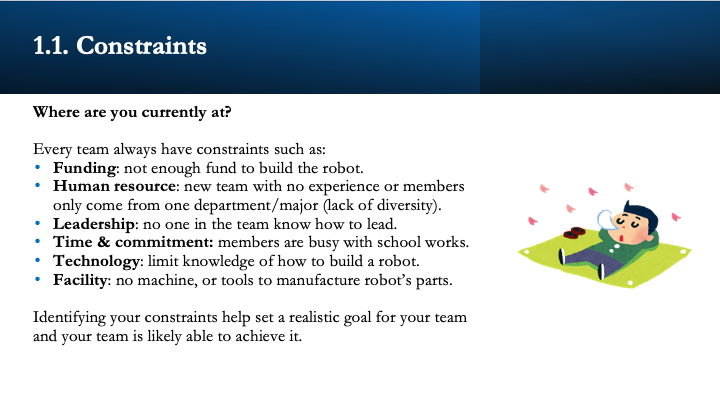 1.1. Constraints
Where are you currently at?
Every team always have constraints such as:
• Funding: not enough fund to build the robot.
• Human resource: new team with no experience or members
only come from one department/major (lack of diversity).
• Leadership: no one in the team know how to lead.
• Time & commitment: members are busy with school works.
• Technology: limit knowledge of how to build a robot.
• Facility: no machine, or tools to manufacture robot’s parts.
Identifying your constraints help set a realistic goal for your team
and your team is likely able to achieve it.